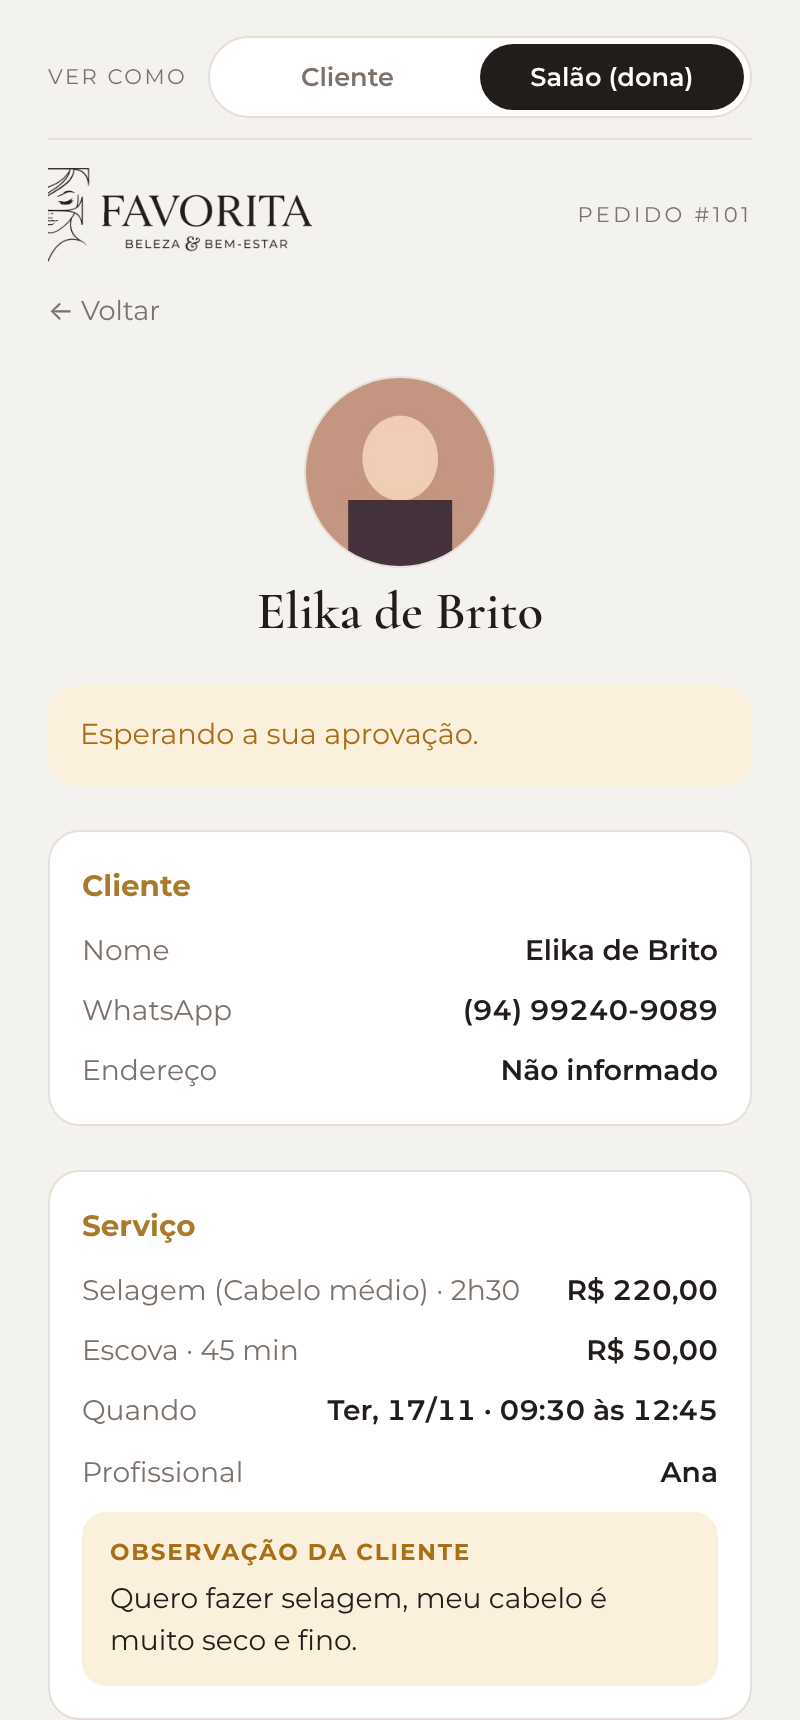 VER COMO
Cliente
Salão (dona)
FAVORITA
BELEZA & BEM-ESTAR
PEDIDO #101
← Voltar
Elika de Brito
Esperando a sua aprovação.
Cliente
Nome Elika de Brito
WhatsApp (94) 99240-9089
Endereço Não informado
Serviço
Selagem (Cabelo médio) · 2h30 R$ 220,00
Escova · 45 min R$ 50,00
Quando Ter, 17/11 · 09:30 às 12:45
Profissional Ana
OBSERVAÇÃO DA CLIENTE
Quero fazer selagem, meu cabelo é
muito seco e fino.